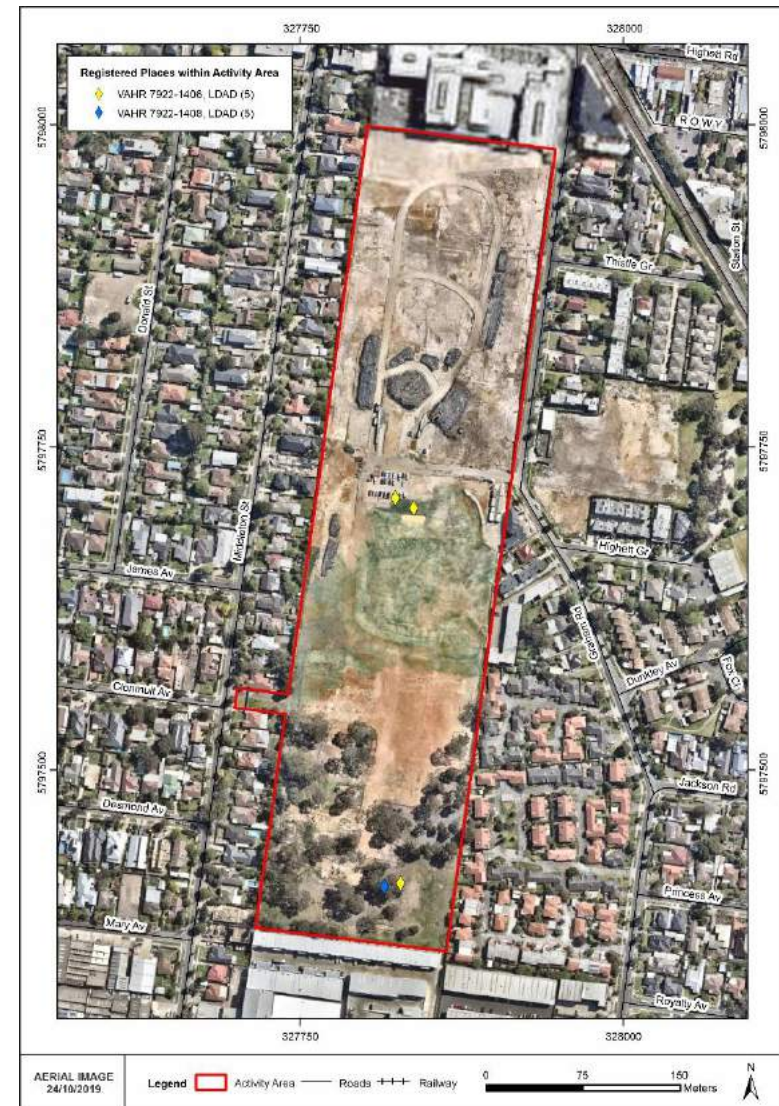 327750
328000
Registered Places within Activity Area
VAHR 7922-1406, LDAD (5)
VAHR 7922-1408, LDAD (5)
Highett Rd
R O W Y
5798000
5798000
Station St
Thistle Gr
Donald St
5797750
5797750
Middleton St
Highett Gr
James Av
Graham Rd
Dunkley Av
Fox Ct
Clonmult Av
5797500
5797500
Jackson Rd
Desmond Av
Princess Av
Mary Av
Royalty Av
327750
328000
AERIAL IMAGE
24/10/2019
Legend
Activity Area
Roads
Railway
0
75
150
Meters
N